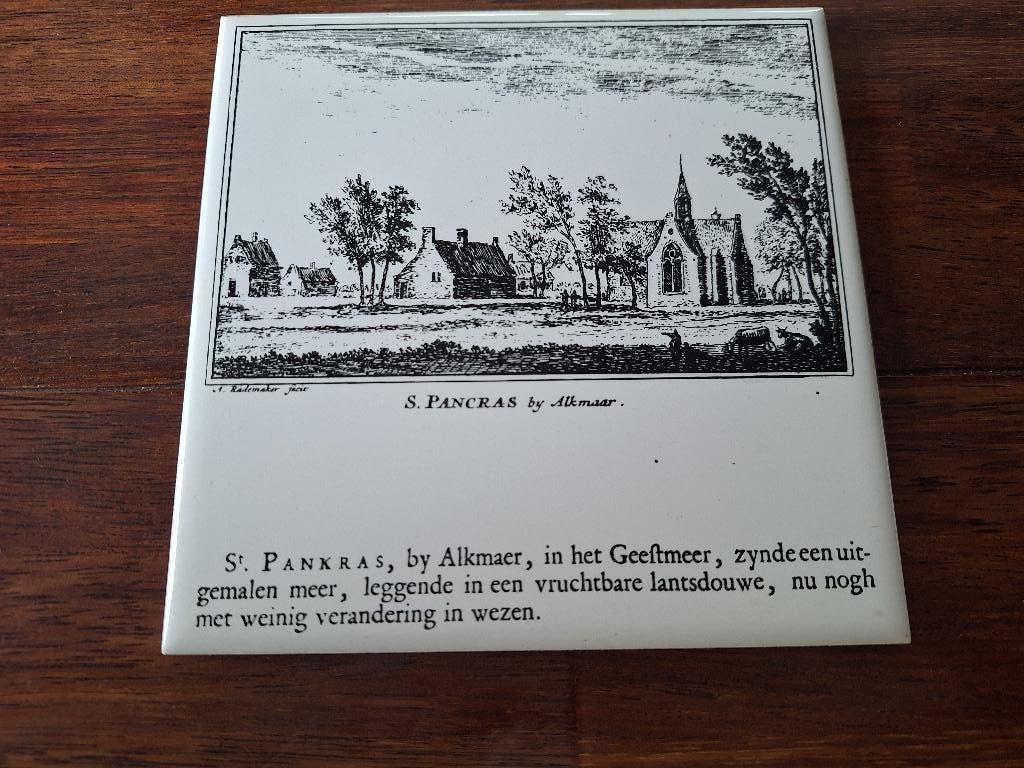 A. Rademaker fecit
S. PANCRAS by Alkmaar.
Sᵗ. PANKRAS, by Alkmaer, in het Geeſtmeer, zynde een uit-
gemalen meer, leggende in een vruchtbare lantsdouwe, nu nogh
met weinig verandering in wezen.